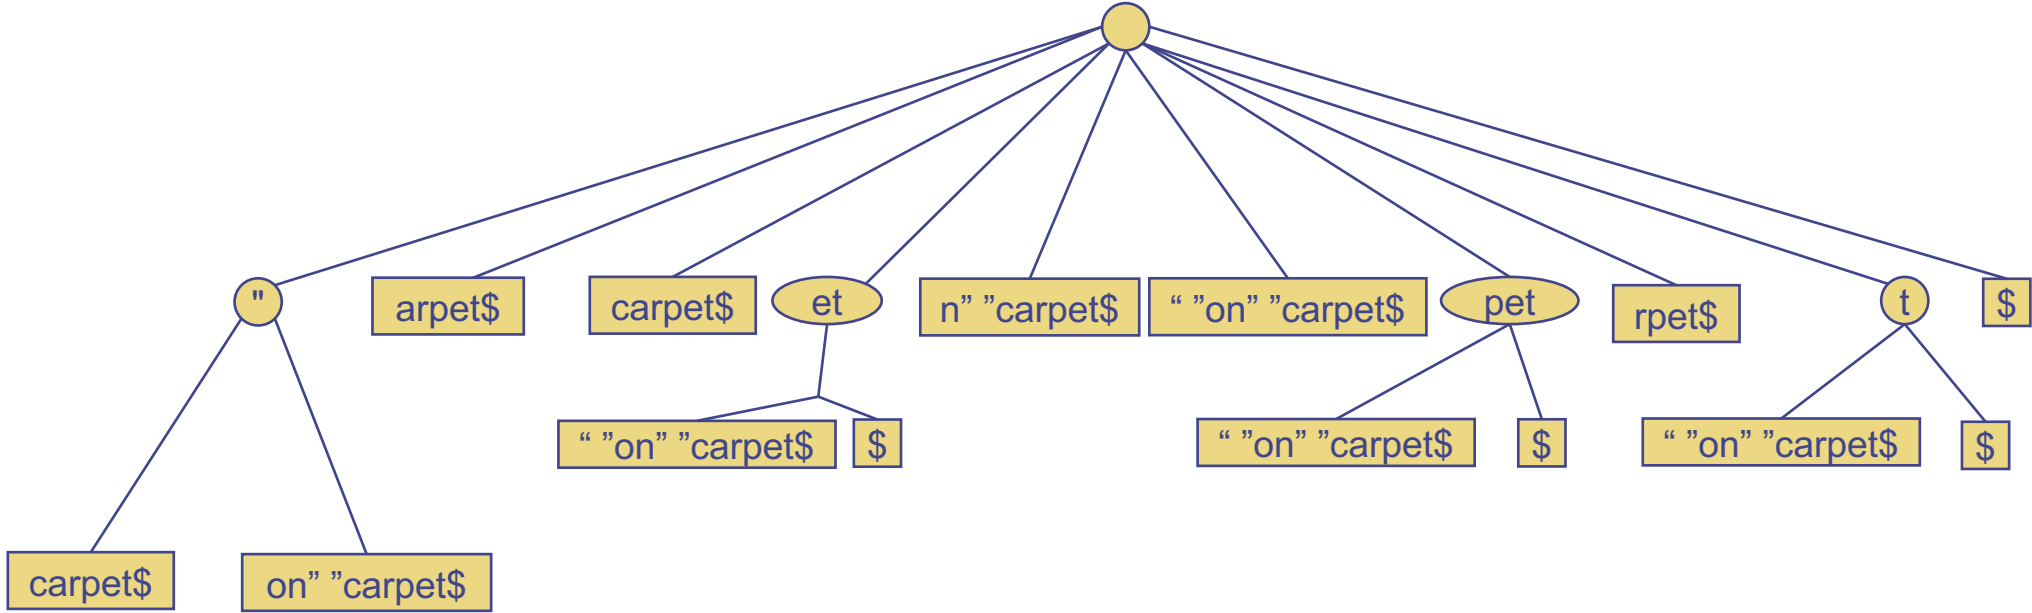 "
arpet$
carpet$
et
n” ”carpet$
“ ”on” ”carpet$
pet
rpet$
t
$
“ ”on” ”carpet$
$
“ ”on” ”carpet$
$
“ ”on” ”carpet$
$
carpet$
on” ”carpet$